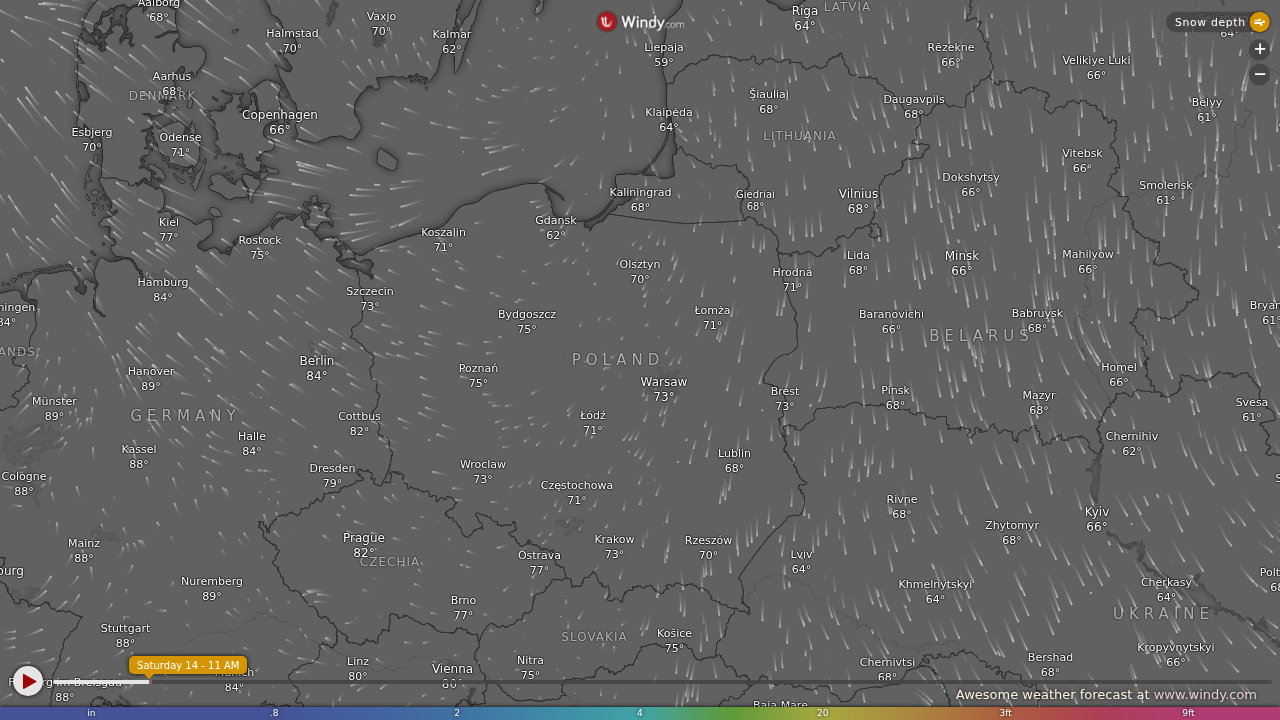 Aalborg
68°
Vaxjo
70°
Halmstad
70°
Kalmar
62°
Windy.com
Riga
64°
LATVIA
Snow depth
64°
Liepaja
59°
Rēzekne
66°
Velikiye Luki
66°
Aarhus
68°
DENMARK
Šiauliai
68°
Daugavpils
68°
Belyy
61°
Copenhagen
66°
Klaipėda
64°
Esbjerg
70°
Odense
71°
LITHUANIA
Vitebsk
66°
Dokshytsy
66°
Smolensk
61°
Kaliningrad
68°
Giedriai
68°
Vilnius
68°
Kiel
77°
Gdansk
62°
Koszalin
71°
Rostock
75°
Lida
68°
Minsk
66°
Mahilyow
66°
Olsztyn
70°
Hrodna
71°
Hamburg
84°
Szczecin
73°
Bydgoszcz
75°
Łomża
71°
Baranovichi
66°
Babruysk
68°
BELARUS
POLAND
Berlin
84°
Hanover
89°
Poznań
75°
Warsaw
73°
Homel
66°
Brest
73°
Pinsk
68°
Mazyr
68°
Münster
89°
Svesa
61°
GERMANY
Cottbus
82°
Łódź
71°
Halle
84°
Chernihiv
62°
Kassel
88°
Lublin
68°
Dresden
79°
Wroclaw
73°
Cologne
88°
Częstochowa
71°
Rivne
68°
Kyiv
66°
Zhytomyr
68°
Mainz
88°
Prague
82°
CZECHIA
Krakow
73°
Rzeszów
70°
Ostrava
77°
Lviv
64°
Nuremberg
89°
Khmelnytskyi
64°
Cherkasy
64°
Brno
77°
UKRAINE
Stuttgart
88°
SLOVAKIA
Košice
75°
Kropyvnytskyi
66°
Linz
80°
Vienna
80°
Nitra
75°
Chernivtsi
68°
Bershad
68°
Saturday 14 - 11 AM
84°
88°
Awesome weather forecast at www.windy.com
Baia Mare
in .8 2 4 20 3ft 9ft